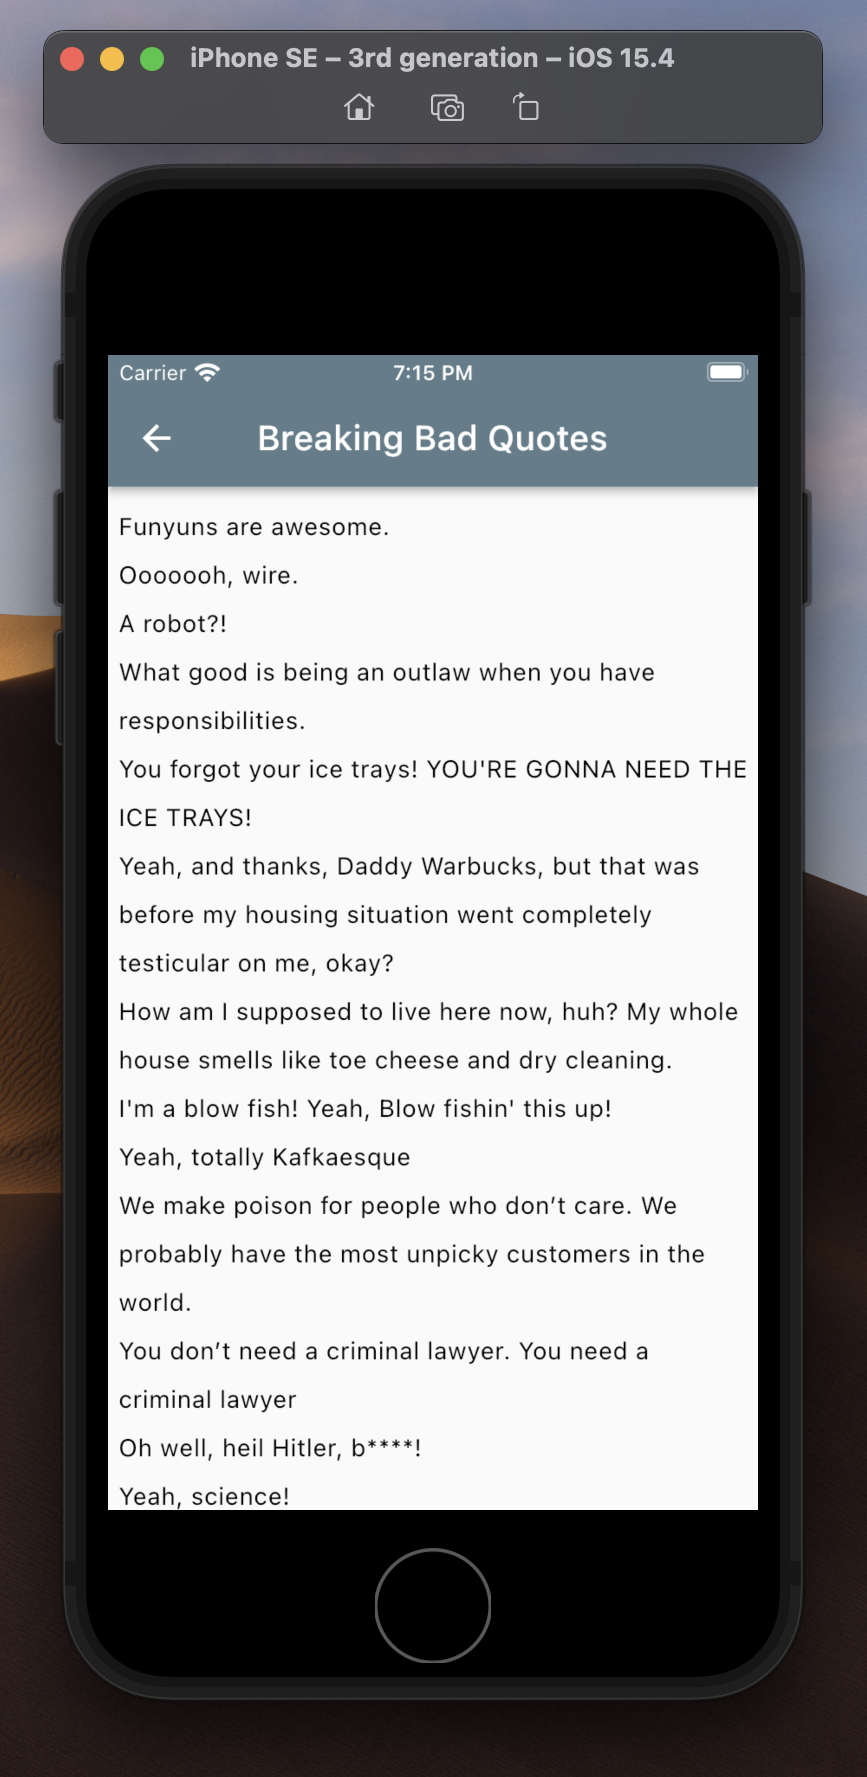 iPhone SE – 3rd generation – iOS 15.4
Carrier 7:15 PM
Breaking Bad Quotes
Funyuns are awesome.
Ooooooh, wire.
A robot?!
What good is being an outlaw when you have
responsibilities.
You forgot your ice trays! YOU'RE GONNA NEED THE
ICE TRAYS!
Yeah, and thanks, Daddy Warbucks, but that was
before my housing situation went completely
testicular on me, okay?
How am I supposed to live here now, huh? My whole
house smells like toe cheese and dry cleaning.
I'm a blow fish! Yeah, Blow fishin' this up!
Yeah, totally Kafkaesque
We make poison for people who don’t care. We
probably have the most unpicky customers in the
world.
You don’t need a criminal lawyer. You need a
criminal lawyer
Oh well, heil Hitler, b****!
Yeah, science!